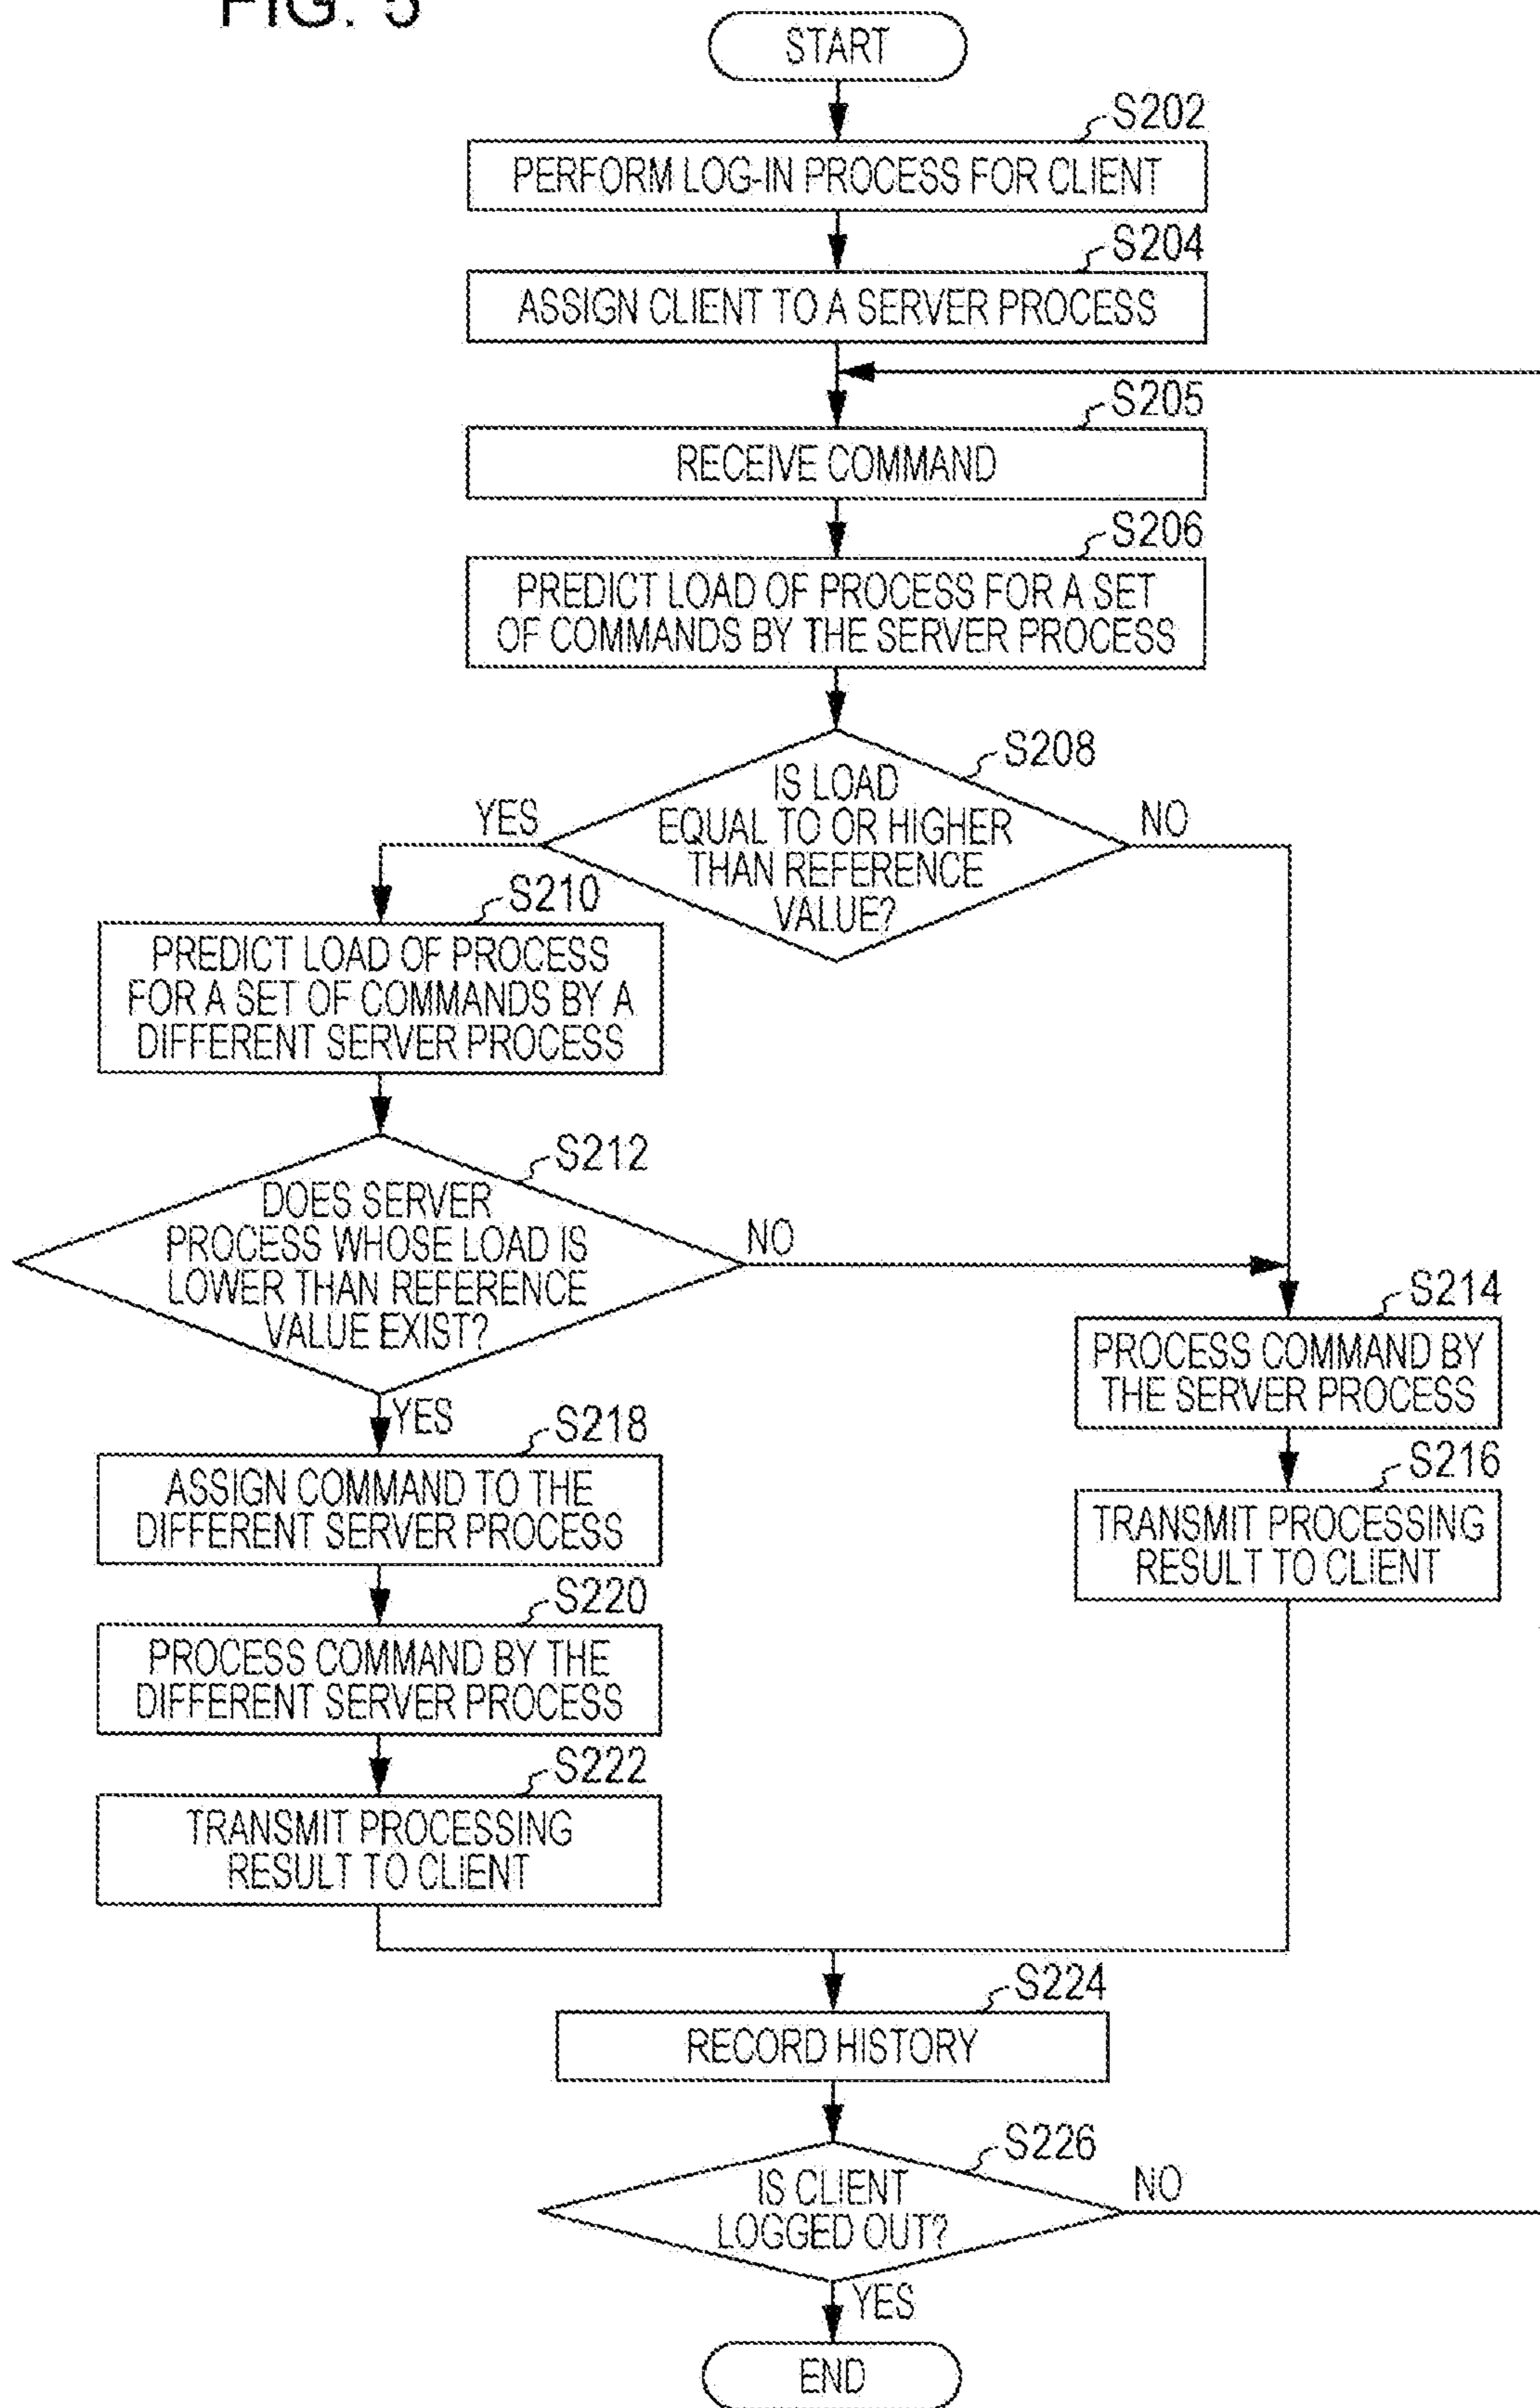 FIG. 5
START
S202
PERFORM LOG-IN PROCESS FOR CLIENT
S204
ASSIGN CLIENT TO A SERVER PROCESS
S205
RECEIVE COMMAND
S206
PREDICT LOAD OF PROCESS FOR A SET
OF COMMANDS BY THE SERVER PROCESS
S208
IS LOAD
EQUAL TO OR HIGHER
THAN REFERENCE
VALUE?
YES
NO
S210
PREDICT LOAD OF PROCESS
FOR A SET OF COMMANDS BY A
DIFFERENT SERVER PROCESS
S212
DOES SERVER
PROCESS WHOSE LOAD IS
LOWER THAN REFERENCE
VALUE EXIST?
NO
YES
S214
PROCESS COMMAND BY
THE SERVER PROCESS
S216
TRANSMIT PROCESSING
RESULT TO CLIENT
S218
ASSIGN COMMAND TO THE
DIFFERENT SERVER PROCESS
S220
PROCESS COMMAND BY THE
DIFFERENT SERVER PROCESS
S222
TRANSMIT PROCESSING
RESULT TO CLIENT
S224
RECORD HISTORY
S226
IS CLIENT
LOGGED OUT?
NO
YES
END